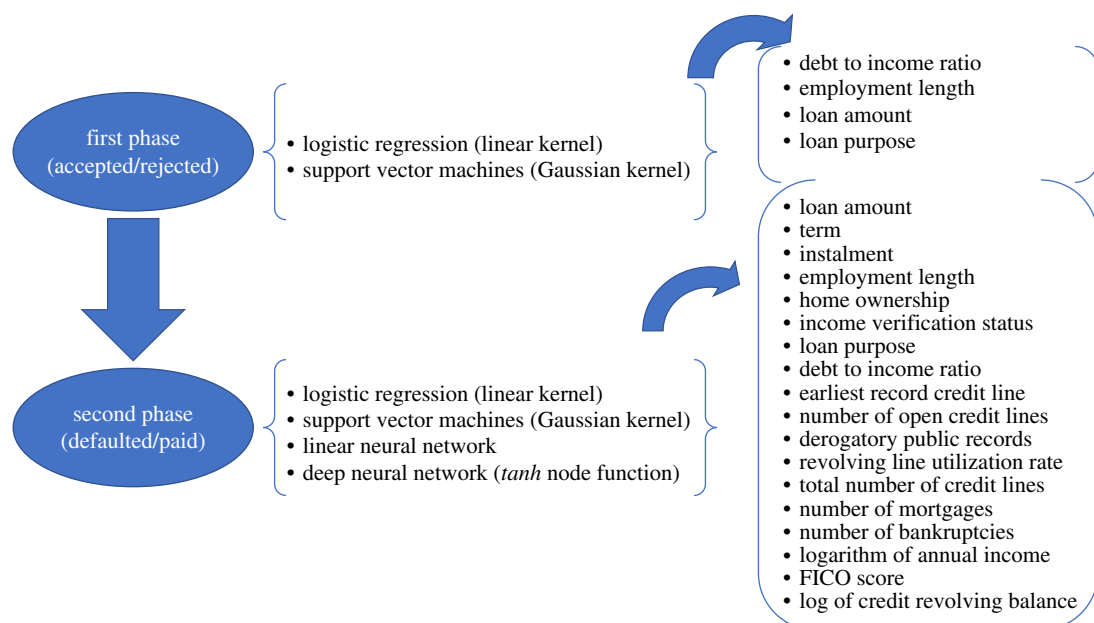 first phase
(accepted/rejected)
• logistic regression (linear kernel)
• support vector machines (Gaussian kernel)
• debt to income ratio
• employment length
• loan amount
• loan purpose
second phase
(defaulted/paid)
• logistic regression (linear kernel)
• support vector machines (Gaussian kernel)
• linear neural network
• deep neural network (tanh node function)
• loan amount
• term
• instalment
• employment length
• home ownership
• income verification status
• loan purpose
• debt to income ratio
• earliest record credit line
• number of open credit lines
• derogatory public records
• revolving line utilization rate
• total number of credit lines
• number of mortgages
• number of bankruptcies
• logarithm of annual income
• FICO score
• log of credit revolving balance